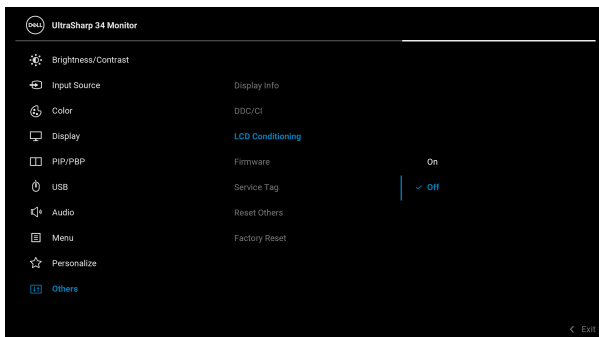 DELL UltraSharp 34 Monitor
Brightness/Contrast
Input Source Display Info
Color DDC/CI
Display LCD Conditioning
PIP/PBP Firmware On
USB Service Tag Off
Audio Reset Others
Menu Factory Reset
Personalize
Others
Exit